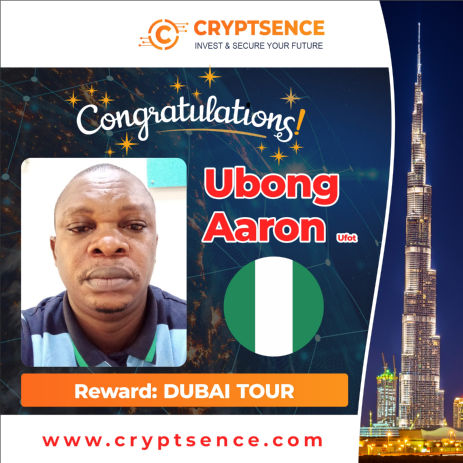 CRYPTSENCE
INVEST & SECURE YOUR FUTURE
Congratulations!
Ubong
Aaron Ufot
Reward: DUBAI TOUR
www.cryptsence.com